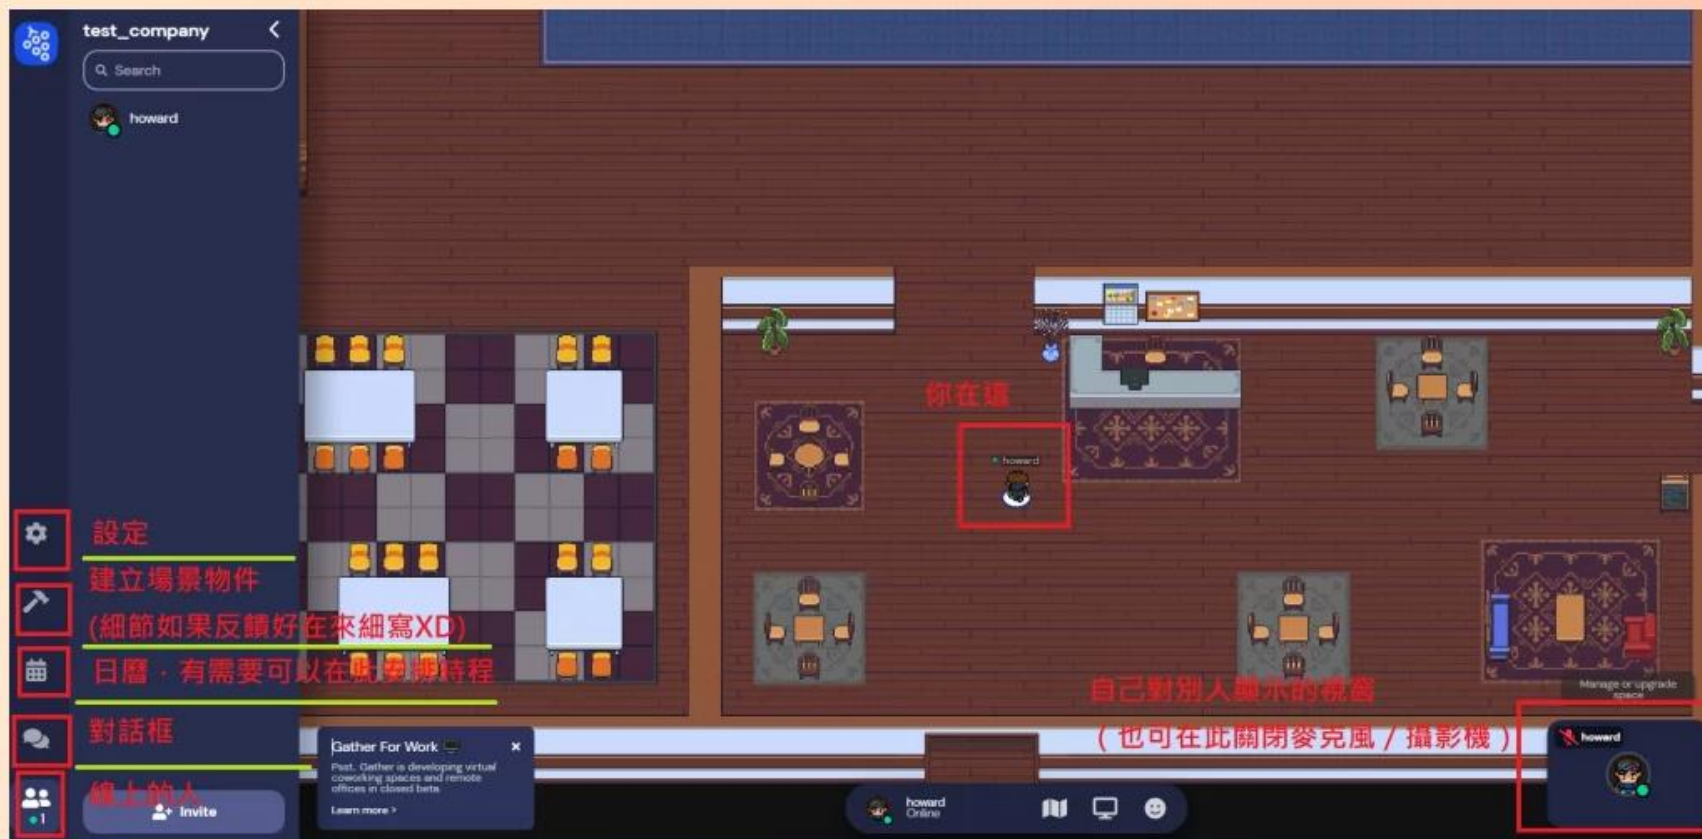 test_company
Search
howard
你在這
howard
設定
建立場景物件
(細節如果反饋好在來細寫XD)
日曆，有需要可以在此安排時程
自己對別人顯示的視窗
(也可在此關閉麥克風 / 攝影機)
Manage or upgrade
space
對話框
howard
Gather For Work
Psst. Gather is developing virtual
coworking spaces and remote
offices in closed beta
Learn more >
線上的人
1
Invite
howard
Online